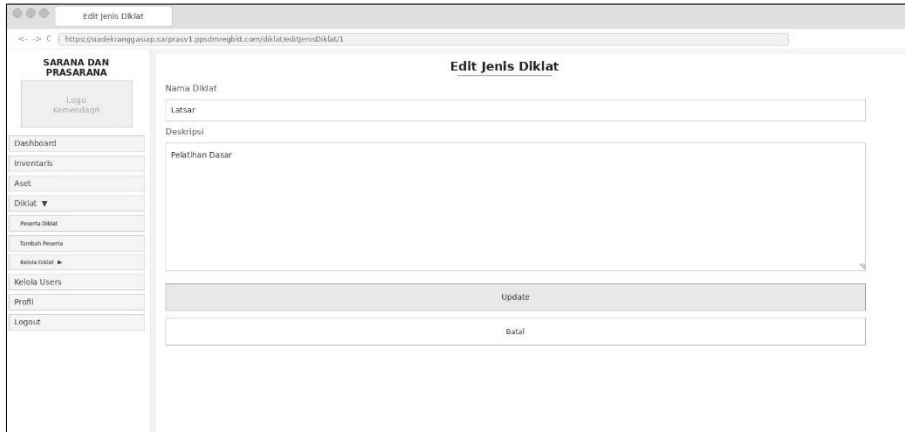 Edit Jenis Diklat
<- -> C https://siadekranggasiap.sarprasv1.ppsdmregbkt.com/diklat/editJenisDiklat/1
SARANA DAN
PRASARANA
Logo
Kemendagri
Dashboard
Inventaris
Aset
Diklat ▼
Peserta Diklat
Tambah Peserta
Kelola Diklat ►
Kelola Users
Profil
Logout
Edit Jenis Diklat
Nama Diklat
Latsar
Deskripsi
Pelatihan Dasar
Update
Batal